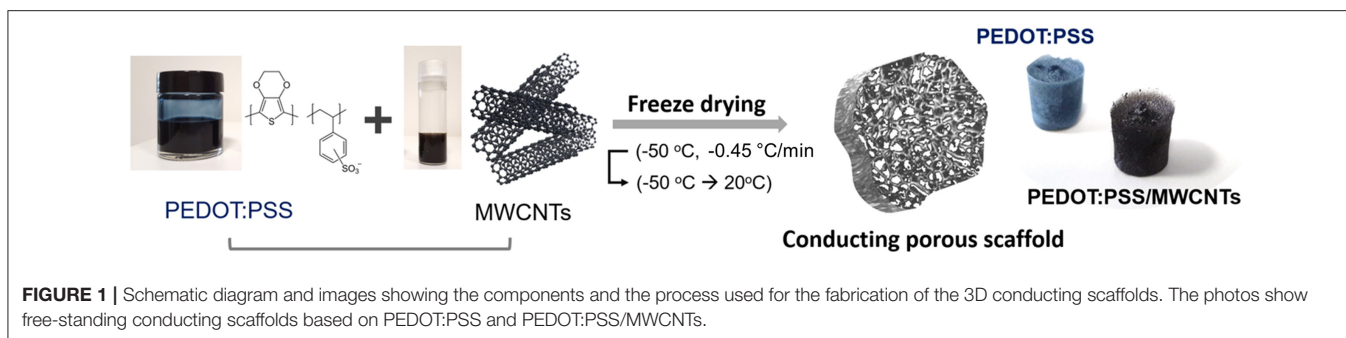 PEDOT:PSS
O O
S
SO₃⁻
+
Freeze drying
(-50 °C, -0.45 °C/min
(-50 °C → 20°C)
PEDOT:PSS
MWCNTs
PEDOT:PSS/MWCNTs
Conducting porous scaffold
FIGURE 1 | Schematic diagram and images showing the components and the process used for the fabrication of the 3D conducting scaffolds. The photos show
free-standing conducting scaffolds based on PEDOT:PSS and PEDOT:PSS/MWCNTs.